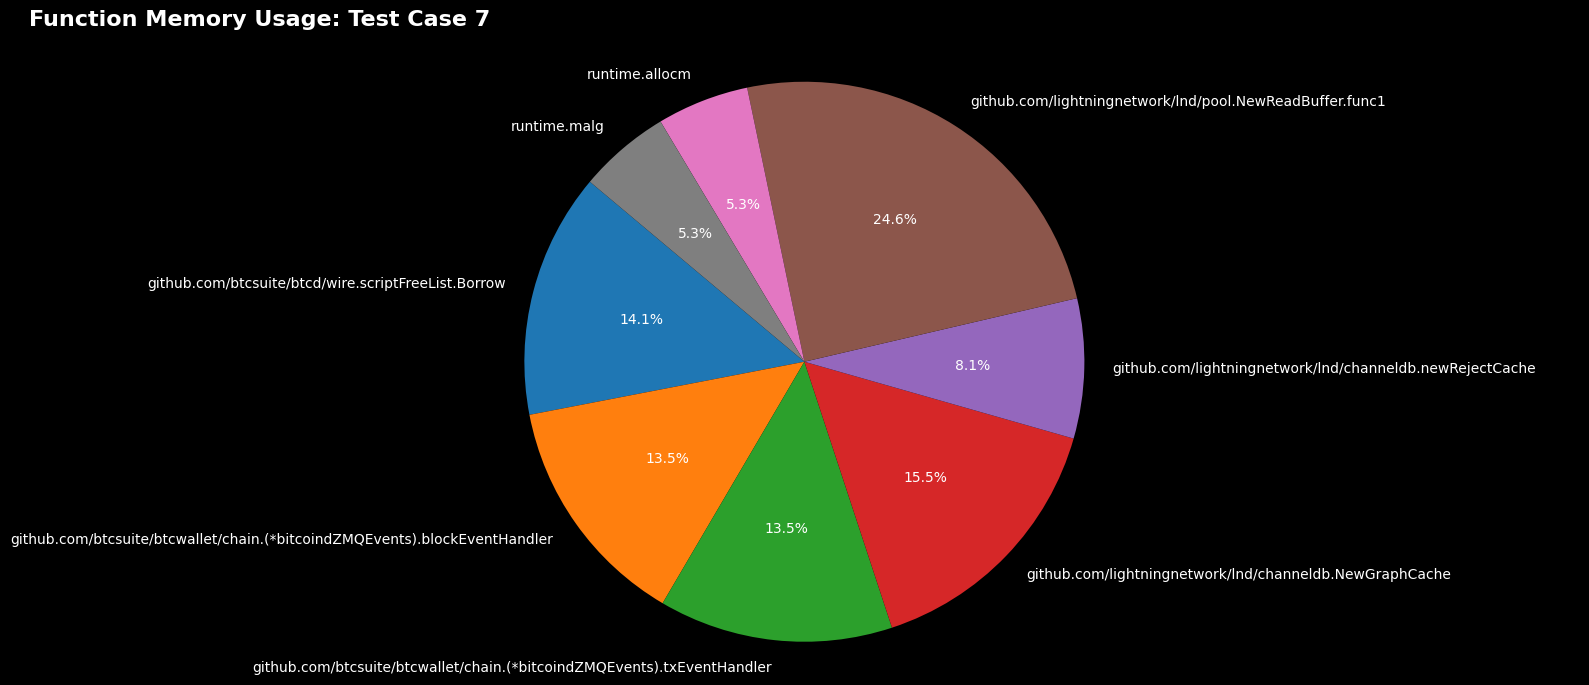 Function Memory Usage: Test Case 7
runtime.allocm
github.com/lightningnetwork/lnd/pool.NewReadBuffer.func1
runtime.malg
5.3%
24.6%
5.3%
github.com/btcsuite/btcd/wire.scriptFreeList.Borrow
14.1%
8.1%
github.com/lightningnetwork/lnd/channeldb.newRejectCache
13.5%
15.5%
github.com/btcsuite/btcwallet/chain.(*bitcoindZMQEvents).blockEventHandler
13.5%
github.com/lightningnetwork/lnd/channeldb.NewGraphCache
github.com/btcsuite/btcwallet/chain.(*bitcoindZMQEvents).txEventHandler